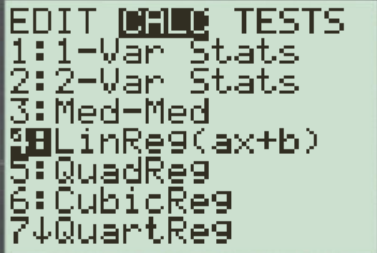 EDIT CALC TESTS
1:1-Var Stats
2:2-Var Stats
3:Med-Med
4:LinReg(ax+b)
5:QuadReg
6:CubicReg
7↓QuartReg